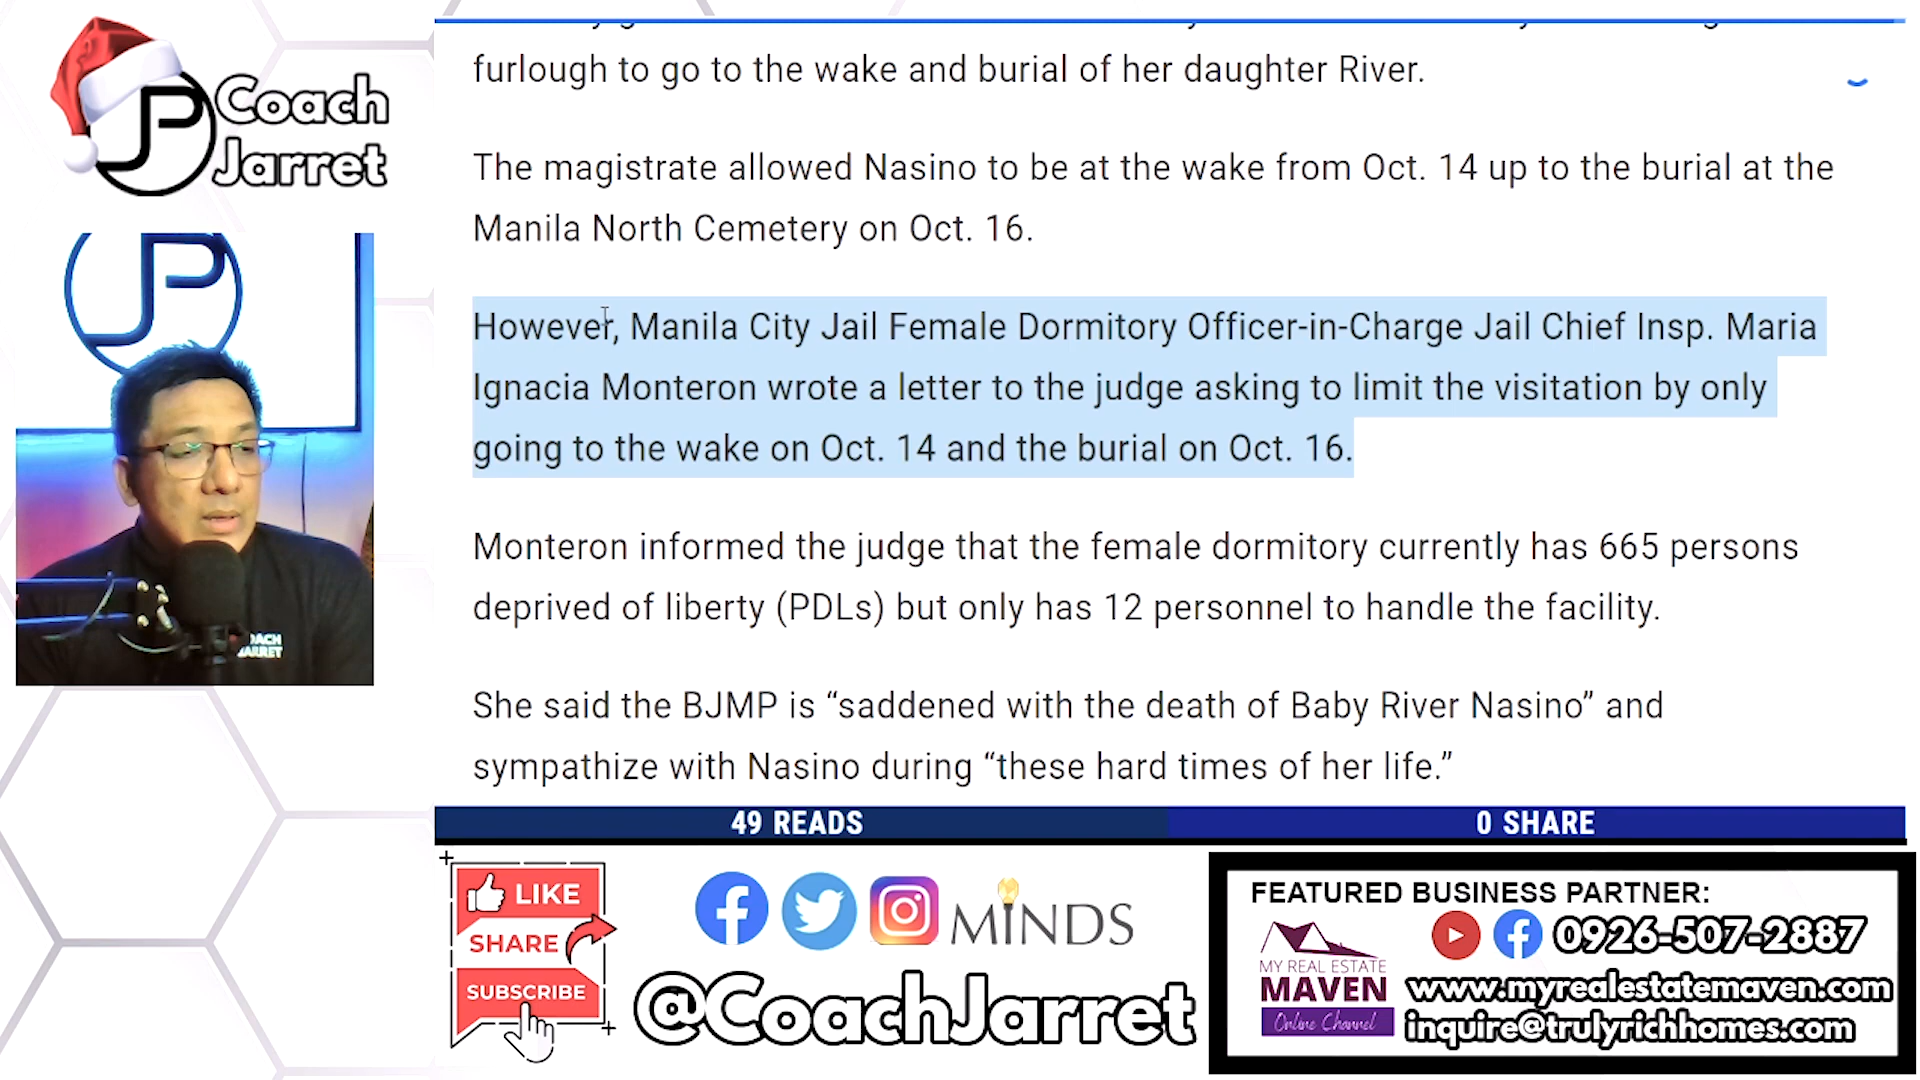 Coach
Jarret
furlough to go to the wake and burial of her daughter River.
The magistrate allowed Nasino to be at the wake from Oct. 14 up to the burial at the
Manila North Cemetery on Oct. 16.
However, Manila City Jail Female Dormitory Officer-in-Charge Jail Chief Insp. Maria
Ignacia Monteron wrote a letter to the judge asking to limit the visitation by only
going to the wake on Oct. 14 and the burial on Oct. 16.
Monteron informed the judge that the female dormitory currently has 665 persons
deprived of liberty (PDLs) but only has 12 personnel to handle the facility.
She said the BJMP is “saddened with the death of Baby River Nasino” and
sympathize with Nasino during “these hard times of her life.”
49 READS
0 SHARE
LIKE
SHARE
SUBSCRIBE
MINDS
@CoachJarret
FEATURED BUSINESS PARTNER:
0926-507-2887
MY REAL ESTATE
MAVEN
Online Channel
www.myrealestatemaven.com
inquire@trulyrichhomes.com